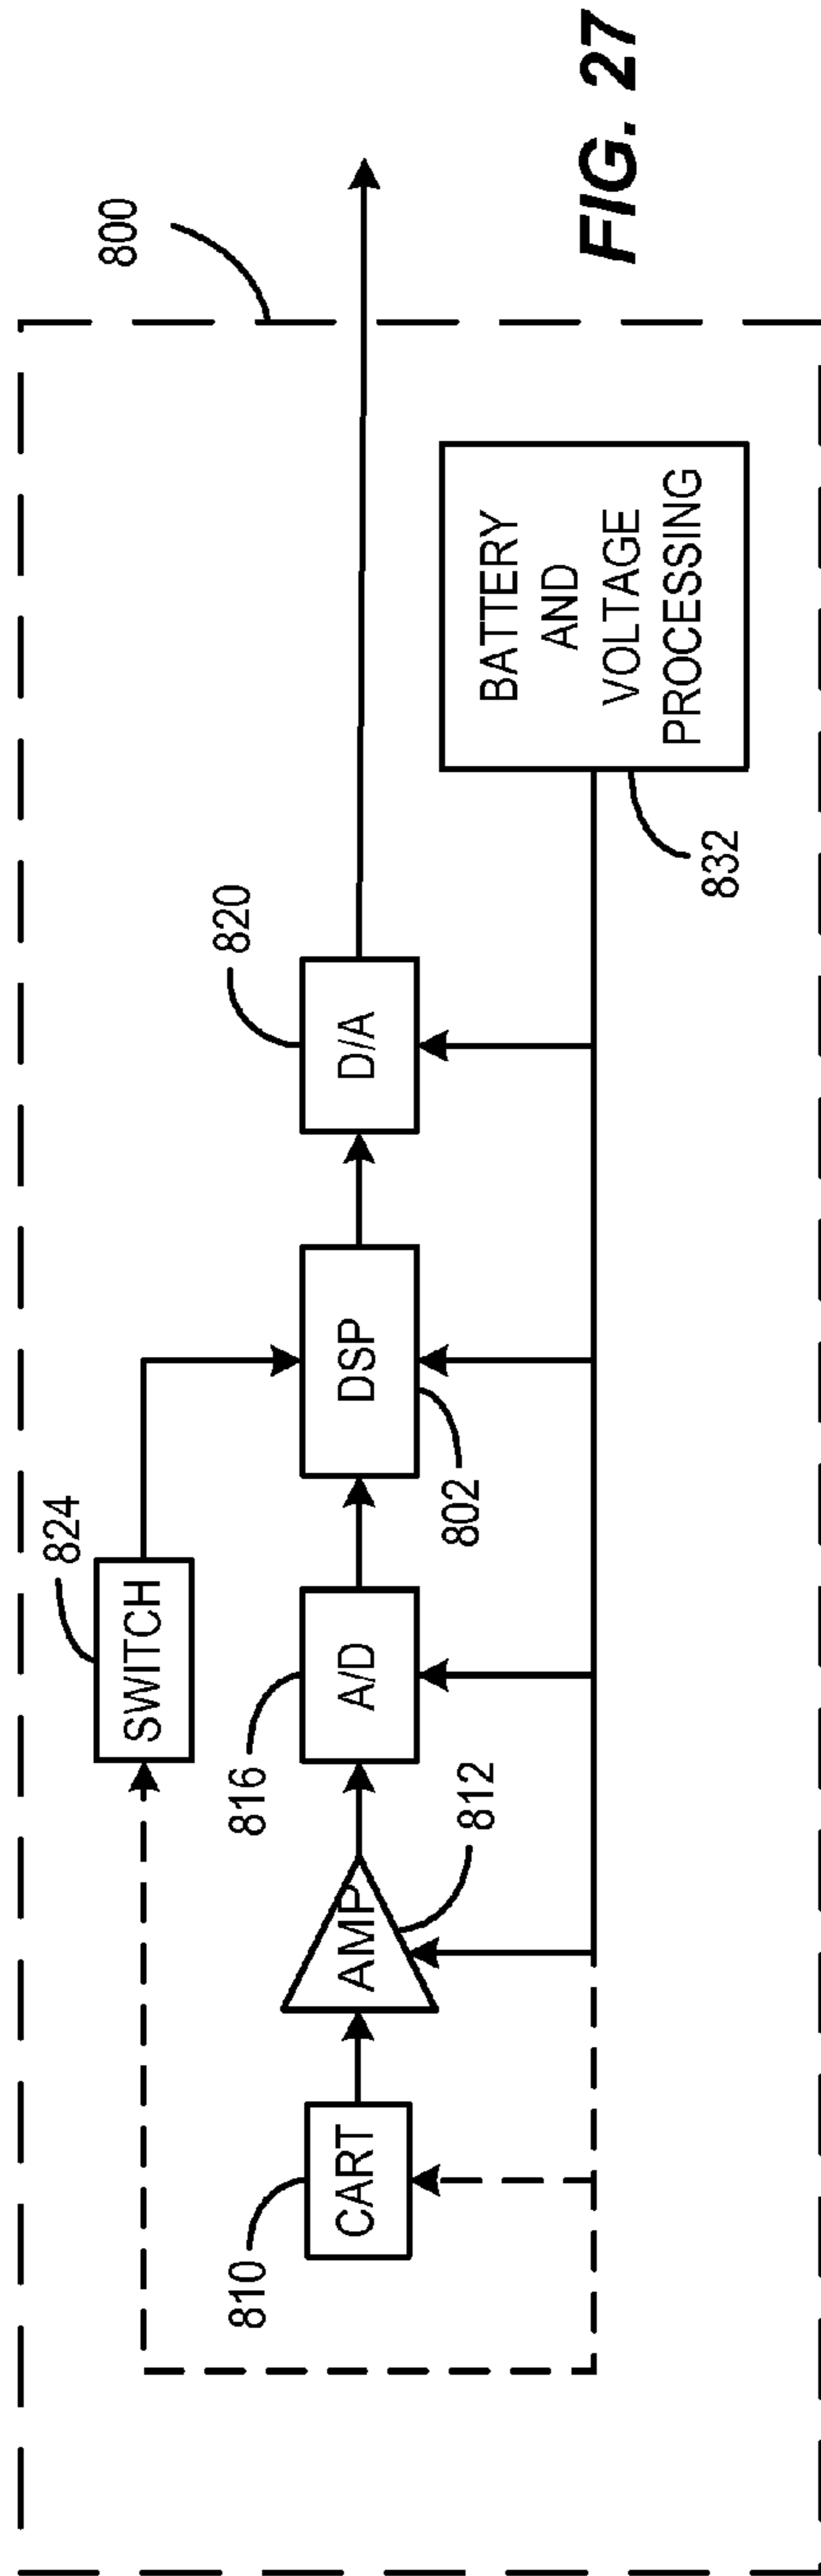 800
824
SWITCH
816
820
810
CART
AMP
A/D
DSP
D/A
812
802
BATTERY
AND
VOLTAGE
PROCESSING
832
FIG. 27